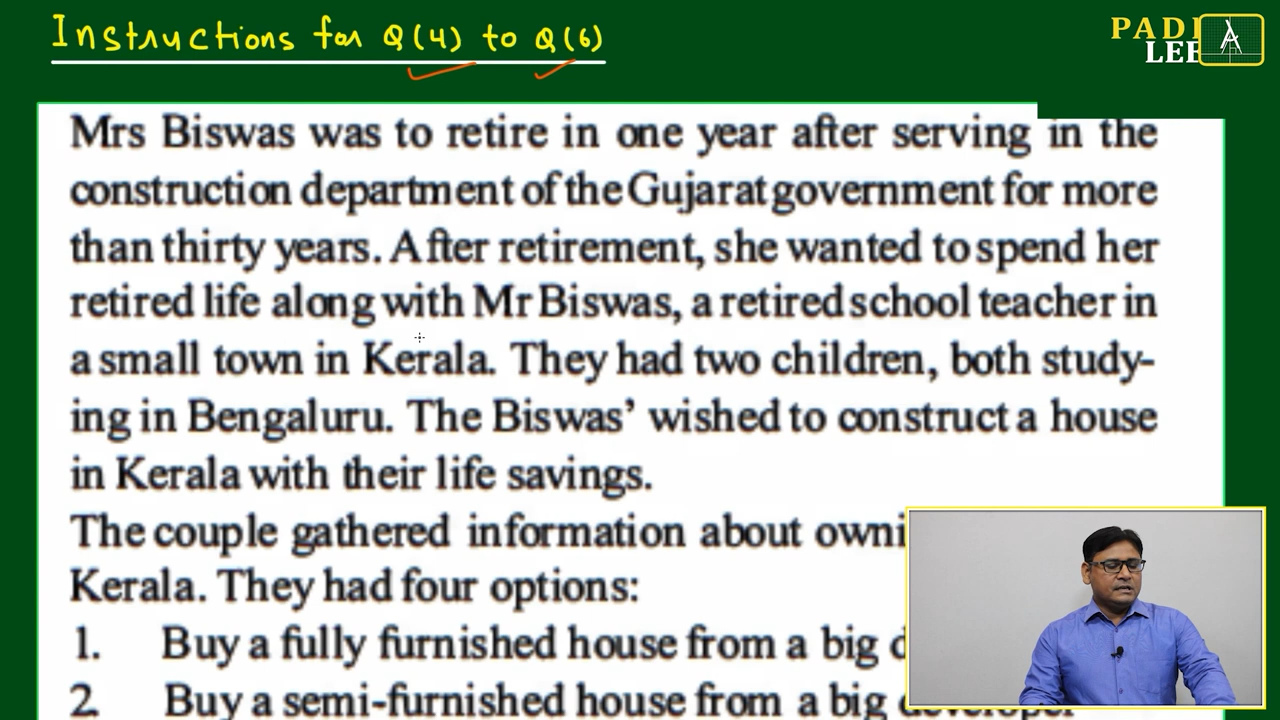 Instructions for Q(4) to Q(6)
PADI
LEE
Mrs Biswas was to retire in one year after serving in the
construction department of the Gujarat government for more
than thirty years. After retirement, she wanted to spend her
retired life along with Mr Biswas, a retired school teacher in
a small town in Kerala. They had two children, both study-
ing in Bengaluru. The Biswas’ wished to construct a house
in Kerala with their life savings.
The couple gathered information about owni
Kerala. They had four options:
1. Buy a fully furnished house from a big d
2. Buy a semi-furnished house from a big developer